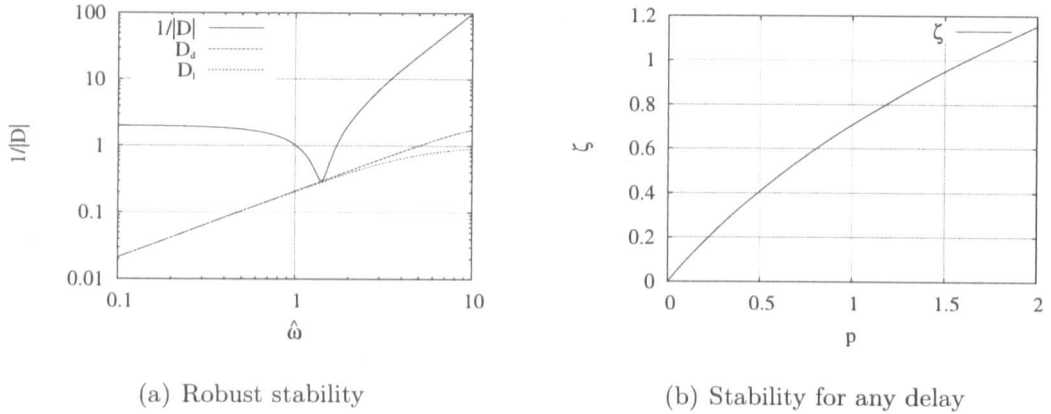 100
10
1
0.1
0.01
1/|D|
1/|D|
D_d
D_i
0.1
1
10
ω̂
(a) Robust stability
1.2
1
0.8
0.6
0.4
0.2
0
ζ
ζ
0
0.5
1
1.5
2
p
(b) Stability for any delay